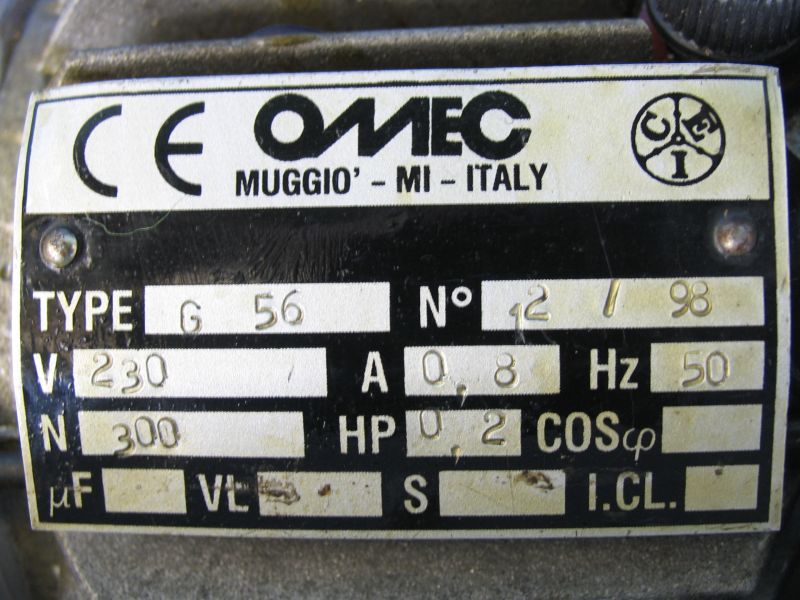 CE OMEC CEI
MUGGIO' - MI - ITALY
TYPE G 56 N° 12 / 98
V 230 A 0,8 Hz 50
N 300 HP 0,2 COSφ
µF VL S I.CL.